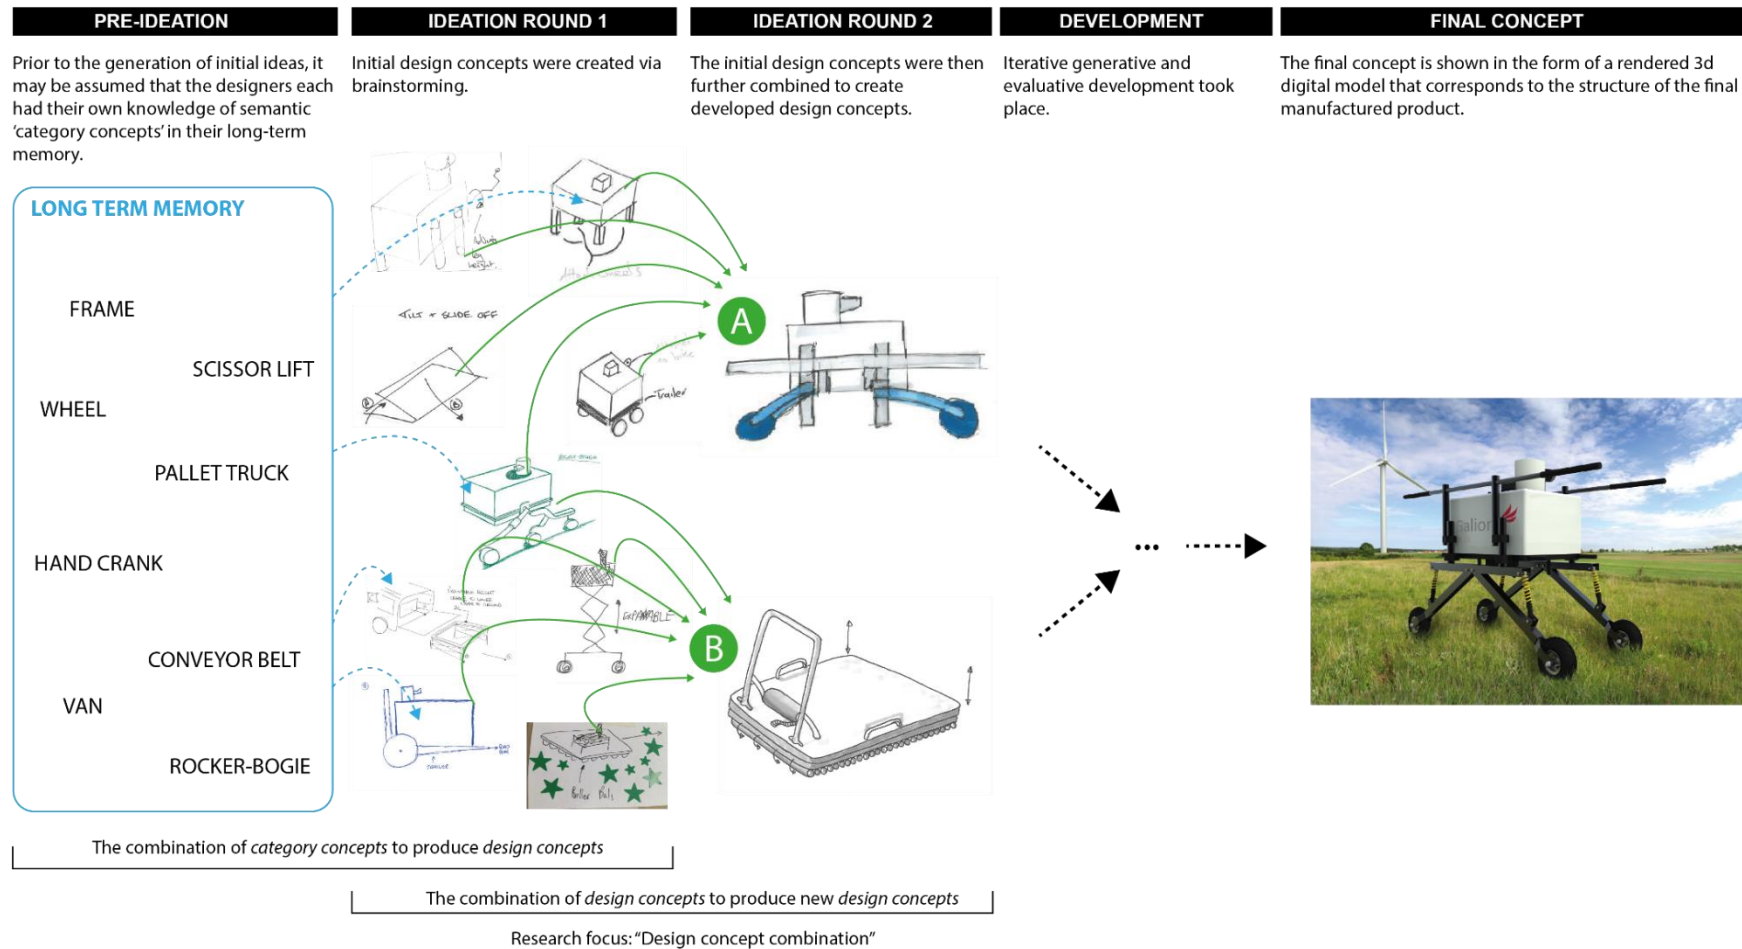 PRE-IDEATION
IDEATION ROUND 1
IDEATION ROUND 2
DEVELOPMENT
FINAL CONCEPT
Prior to the generation of initial ideas, it
may be assumed that the designers each
had their own knowledge of semantic
‘category concepts’ in their long-term
memory.
Initial design concepts were created via
brainstorming.
The initial design concepts were then
further combined to create
developed design concepts.
Iterative generative and
evaluative development took
place.
The final concept is shown in the form of a rendered 3d
digital model that corresponds to the structure of the final
manufactured product.
LONG TERM MEMORY
FRAME
SCISSOR LIFT
WHEEL
PALLET TRUCK
HAND CRANK
CONVEYOR BELT
VAN
ROCKER-BOGIE
leg
height
TILT + SLIDE OFF
A
B
Trailer
EXPANDABLE
TRAILER
Roller Balls
A
B
...
Galion
The combination of category concepts to produce design concepts
The combination of design concepts to produce new design concepts
Research focus: “Design concept combination”